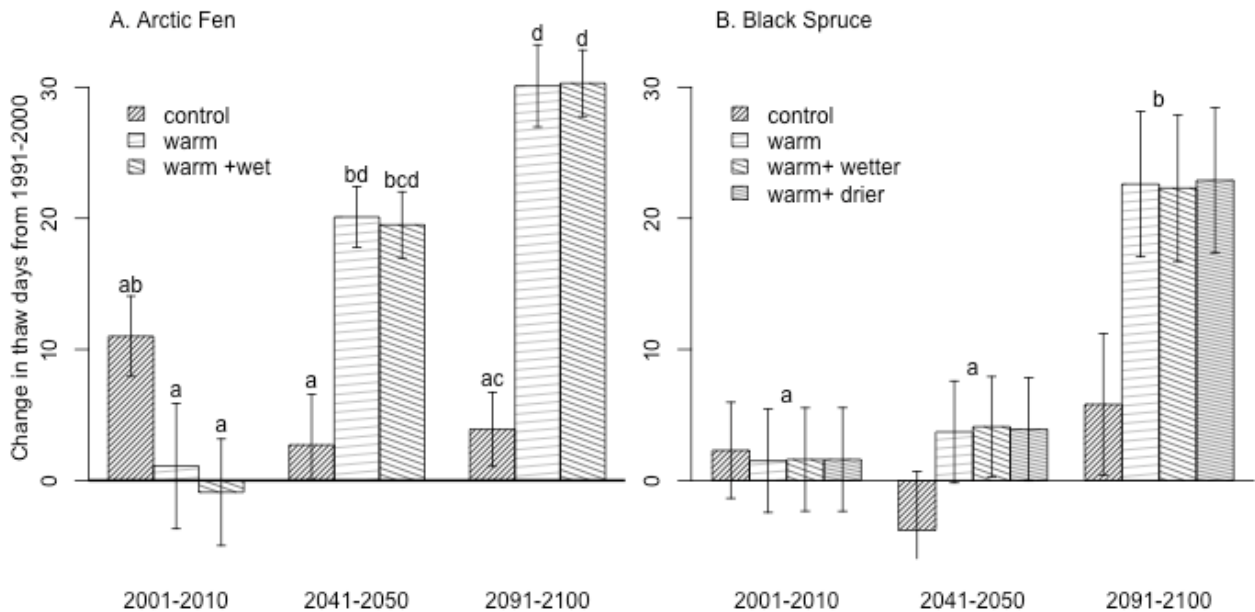 A. Arctic Fen
Change in thaw days from 1991-2000
30
20
10
0
control
warm
warm +wet
ab
a
a
a
bd
bcd
ac
d
d
2001-2010
2041-2050
2091-2100
B. Black Spruce
30
20
10
0
control
warm
warm+ wetter
warm+ drier
a
a
b
2001-2010
2041-2050
2091-2100